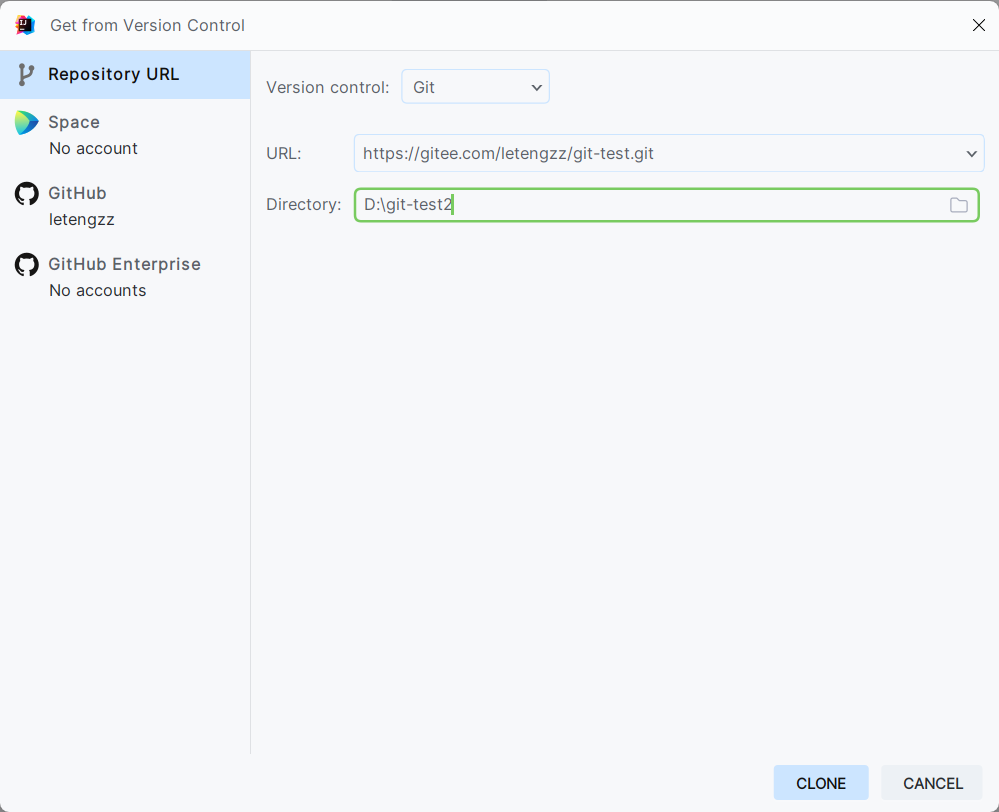 Get from Version Control
Repository URL
Space
No account
GitHub
letengzz
GitHub Enterprise
No accounts
Version control: Git
URL: https://gitee.com/letengzz/git-test.git
Directory: D:\git-test2
CLONE CANCEL